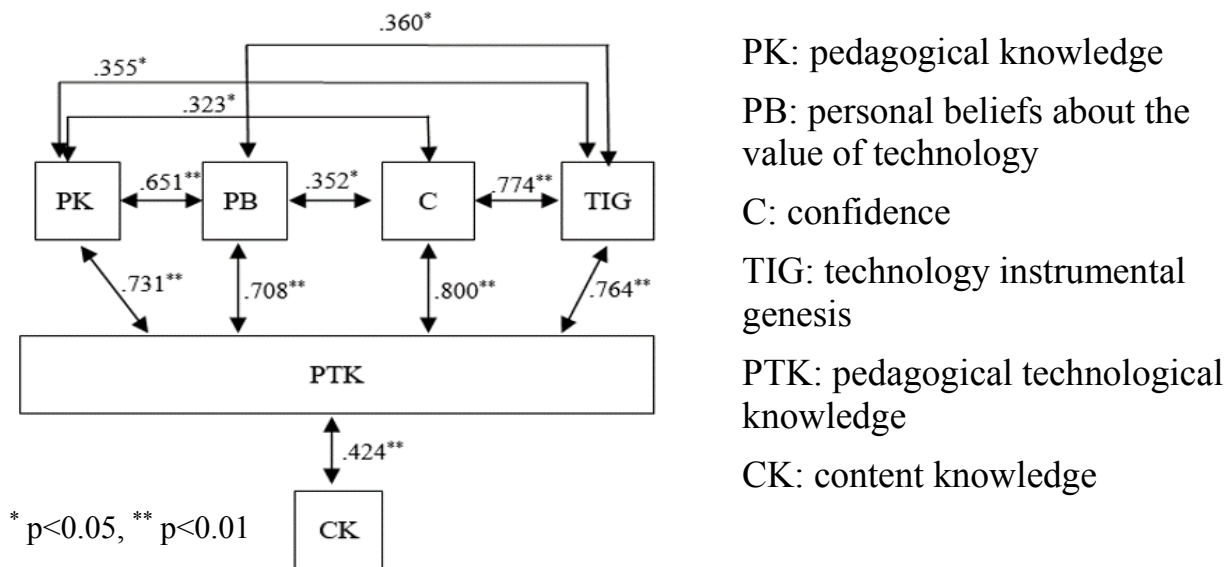 .360*
.355*
.323*
PK
.651**
PB
.352*
C
.774**
TIG
.731**
.708**
.800**
.764**
PTK
.424**
CK
* p<0.05, ** p<0.01
PK: pedagogical knowledge
PB: personal beliefs about the
value of technology
C: confidence
TIG: technology instrumental
genesis
PTK: pedagogical technological
knowledge
CK: content knowledge